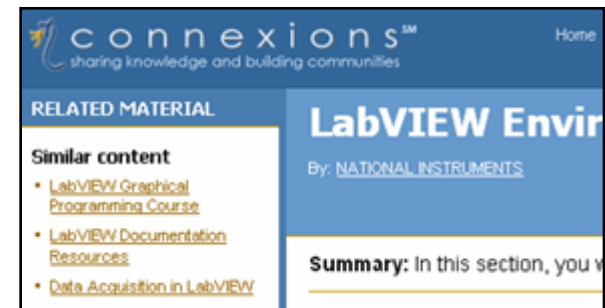 connexions℠
sharing knowledge and building communities
Home
RELATED MATERIAL
Similar content
• LabVIEW Graphical
Programming Course
• LabVIEW Documentation
Resources
• Data Acquisition in LabVIEW
LabVIEW Envir
By: NATIONAL INSTRUMENTS
Summary: In this section, you